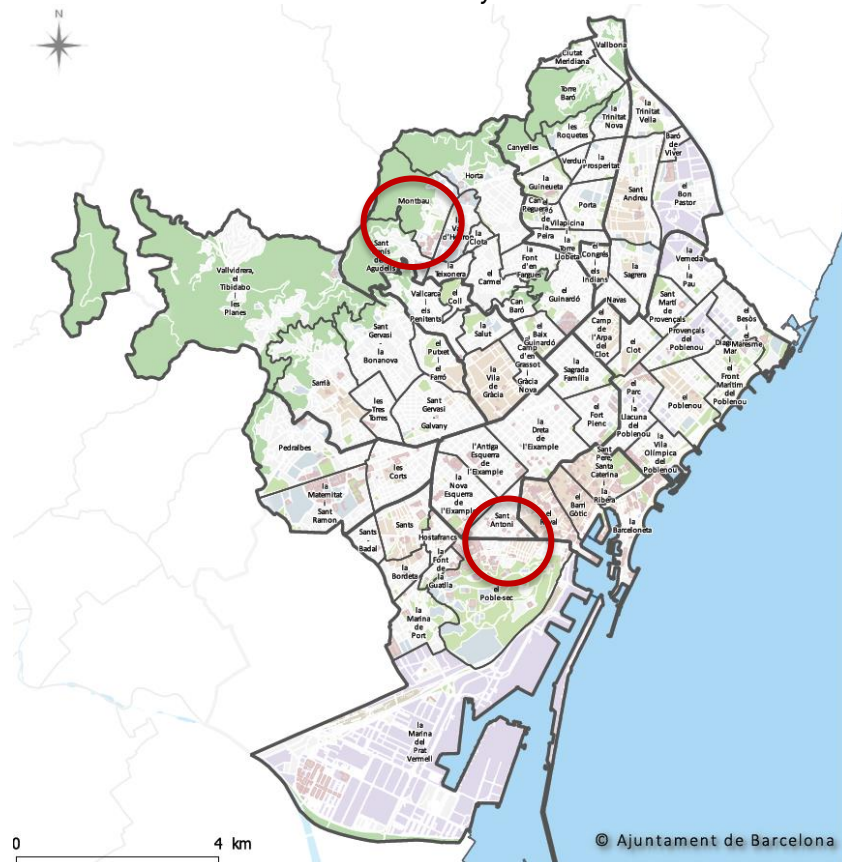 N
Vallbona
Ciutat
Meridiana
Torre
Baró
la
Trinitat
Nova
la
Trinitat
Vella
les
Roquetes
Baró
de
Viver
Canyelles
Verdun
la
Prosperitat
Horta
la
Guineueta
Sant
Andreu
el
Bon
Pastor
Montbau
Can
Peguera
Porta
Vilapicina
la
Torre
Llobeta
la
Peira
la
Clota
Sant
Agudells
la
Teixonera
el
Carmel
la
Font d'en
Fargues
el
Congrés
i
els
Indians
la
Sagrera
la
Verneda
i
la
Pau
Vallvidrera,
el
Tibidabo
i
les
Planes
Vallcarca
i
els
Penitents
el
Coll
Can
Baró
el
Guinardó
Navas
Sant
Martí de
Provençals
el
Besòs
i
el
Maresme
Sant
Gervasi
-
la
Bonanova
el
Putxet
i
el
Farró
la
Salut
el
Baix
Guinardó
el
Camp
de
l'Arpa
del
Clot
Provençals
del
Poblenou
Camp
d'en
Grassot
i
Gràcia
Nova
el
Clot
Diagonal
Mar
i
el
Front
Marítim del
Poblenou
Sarrià
la
Vila
de
Gràcia
la
Sagrada
Família
les
Tres
Torres
Sant
Gervasi
-
Galvany
el
Parc
i
la
Llacuna
del
Poblenou
el
Poblenou
el
Fort
Pienc
la
Dreta
de
l'Eixample
Pedralbes
l'Antiga
Esquerra
de
l'Eixample
la
Vila
Olímpica
del
Poblenou
les
Corts
Sant
Pere,
Santa
Caterina
i
la
Ribera
la
Maternitat
i
Sant
Ramon
la
Nova
Esquerra
de
l'Eixample
el
Barri
Gòtic
Sant
Antoni
el
Raval
la
Barceloneta
Sants
-
Badal
Sants
Hostafrancs
la
Bordeta
la
Font
de
la
Guatlla
el
Poble-sec
la
Marina
de
Port
la
Marina
del
Prat
Vermell
0 4 km
© Ajuntament de Barcelona